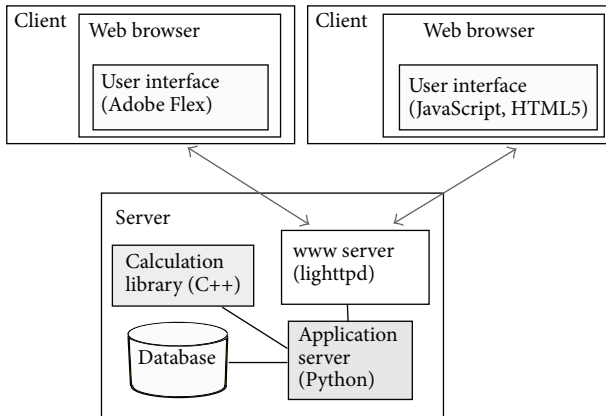 Client
Web browser
User interface
(Adobe Flex)
Client
Web browser
User interface
(JavaScript, HTML5)
Server
www server
(lighttpd)
Calculation
library (C++)
Database
Application
server
(Python)